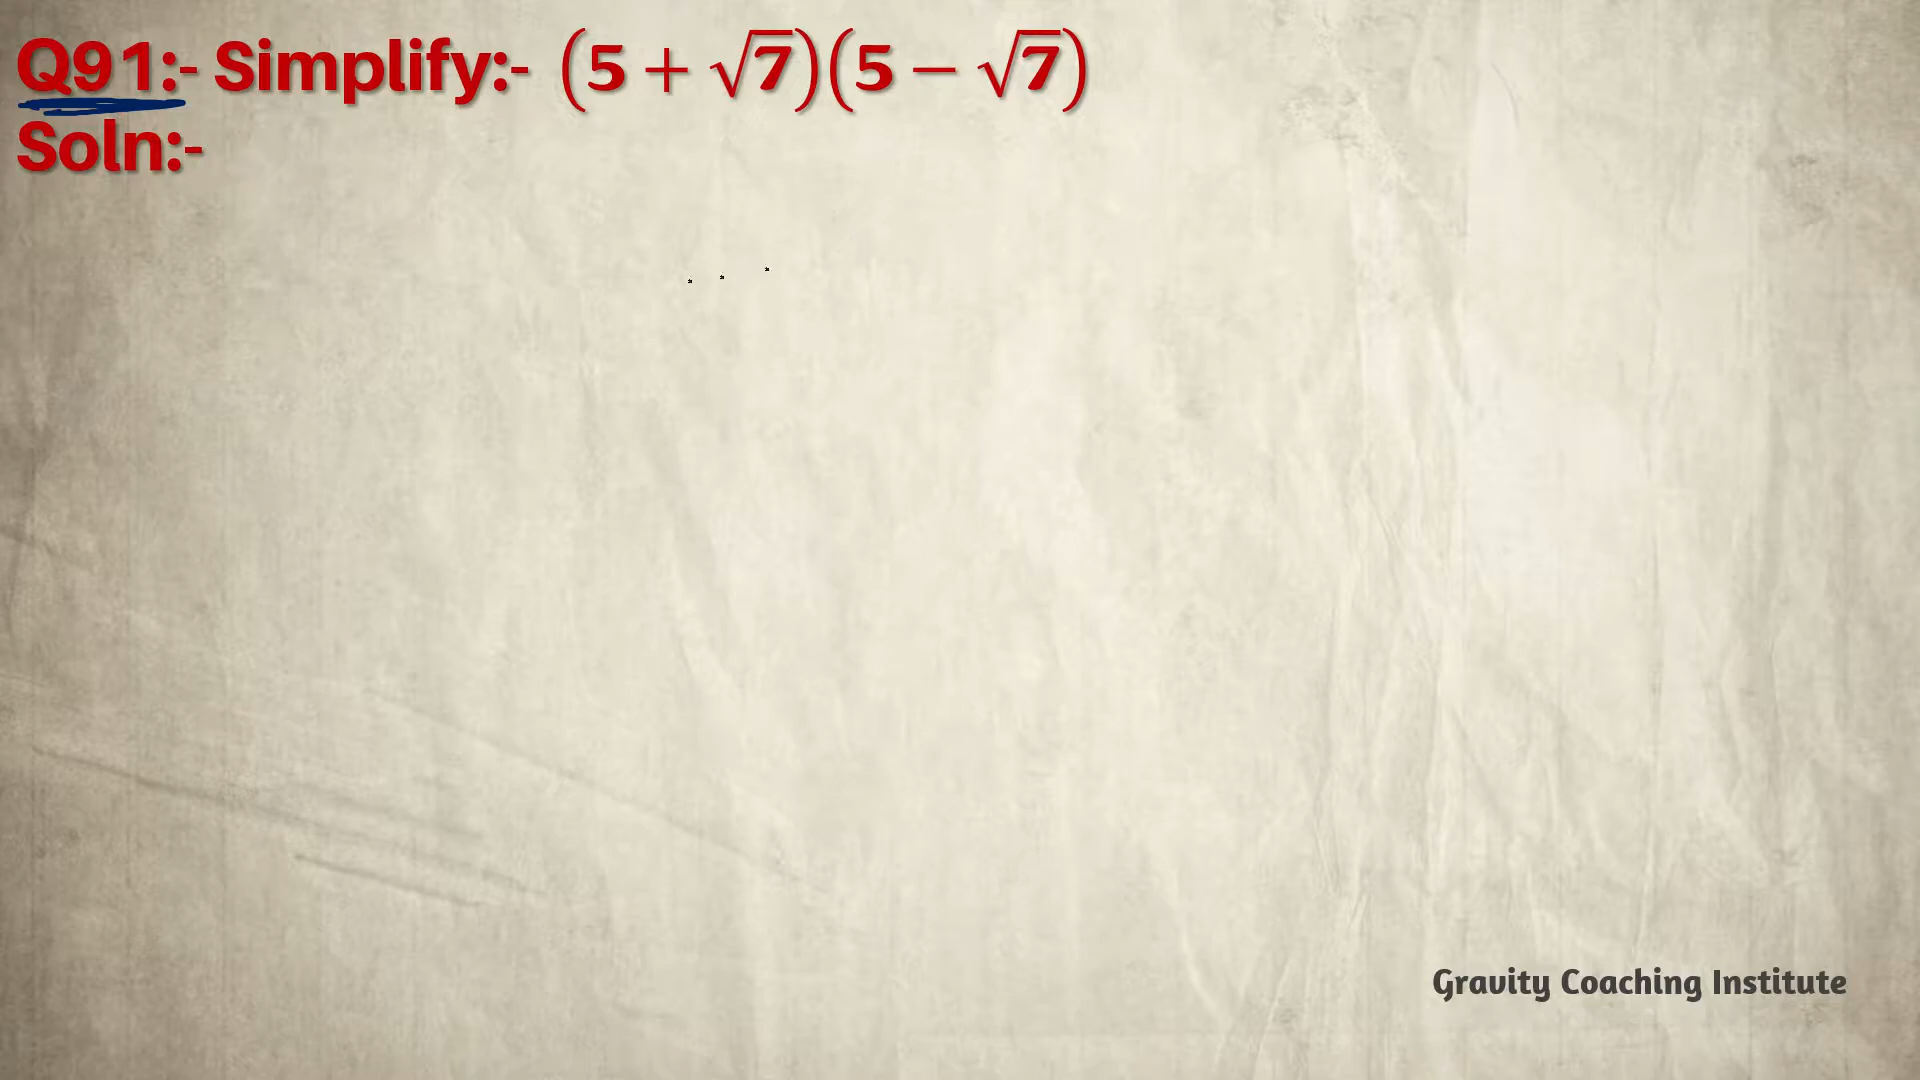 Q91:- Simplify:- (5 + √7)(5 − √7)
Soln:-
Gravity Coaching Institute